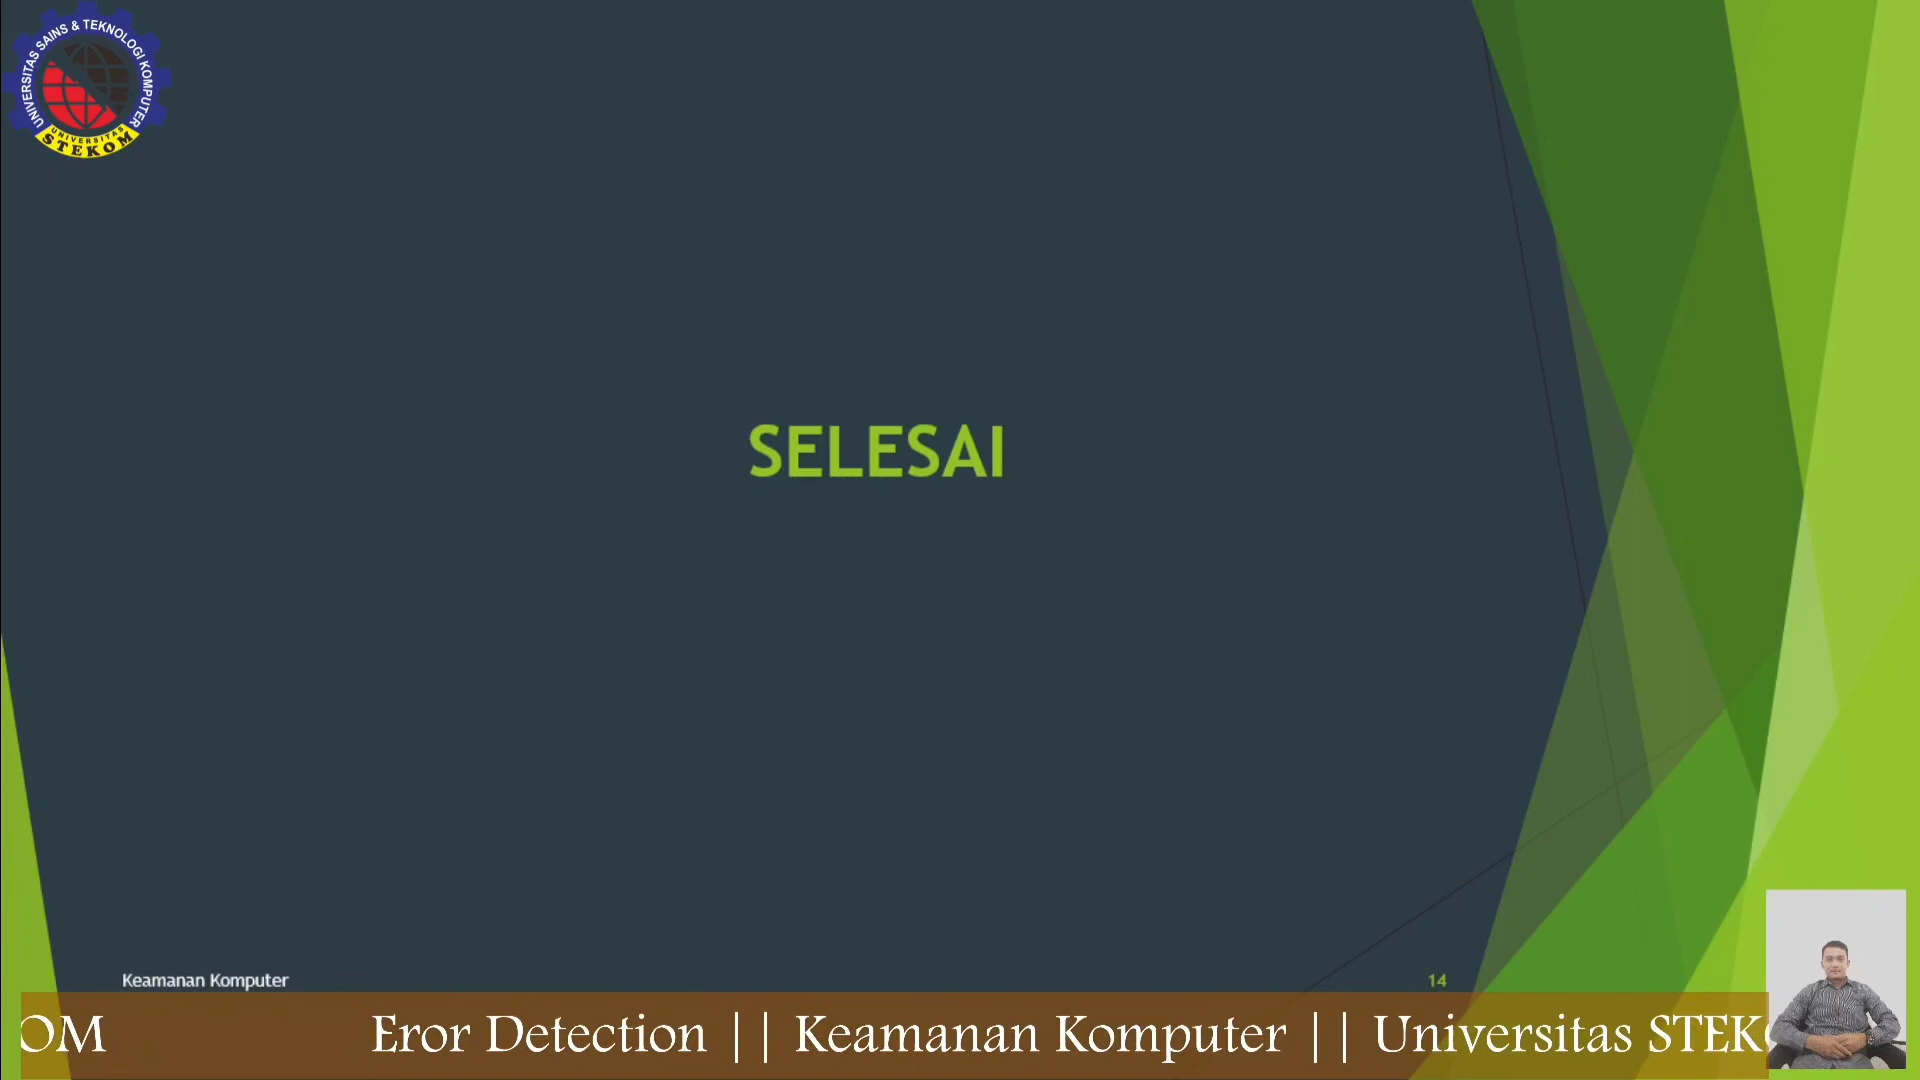 UNIVERSITAS SAINS & TEKNOLOGI KOMPUTER
UNIVERSITAS
STEKOM
SELESAI
Keamanan Komputer
14
OM Eror Detection || Keamanan Komputer || Universitas STEK